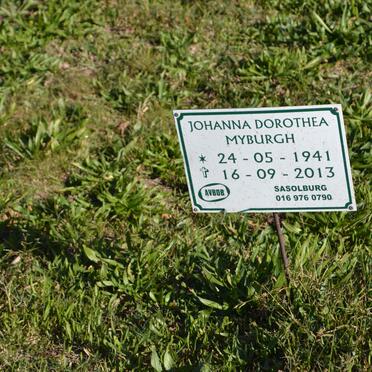 JOHANNA DOROTHEA
MYBURGH
* 24 - 05 - 1941
✞ 16 - 09 - 2013
AVBOB
SASOLBURG
016 976 0790